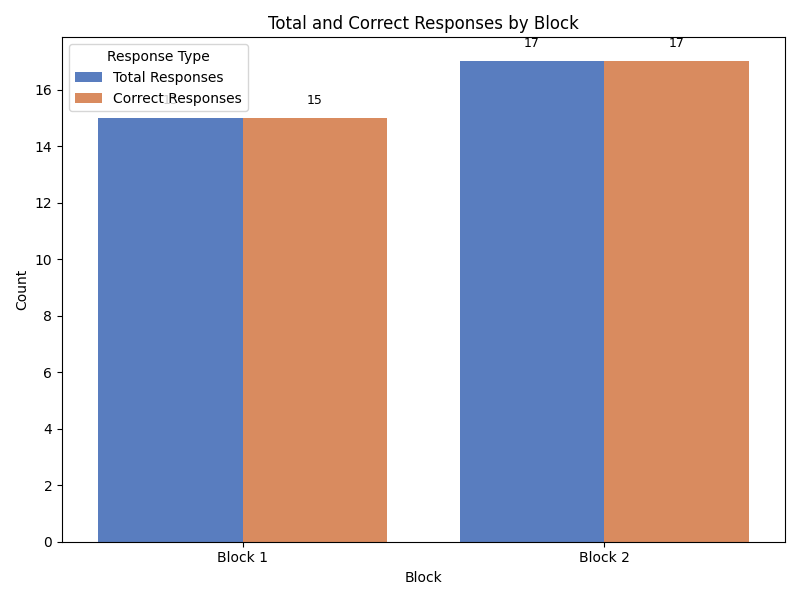 Total and Correct Responses by Block
Response Type
Total Responses
Correct Responses
17
17
15
16
14
12
10
8
6
4
2
0
Count
Block 1
Block 2
Block